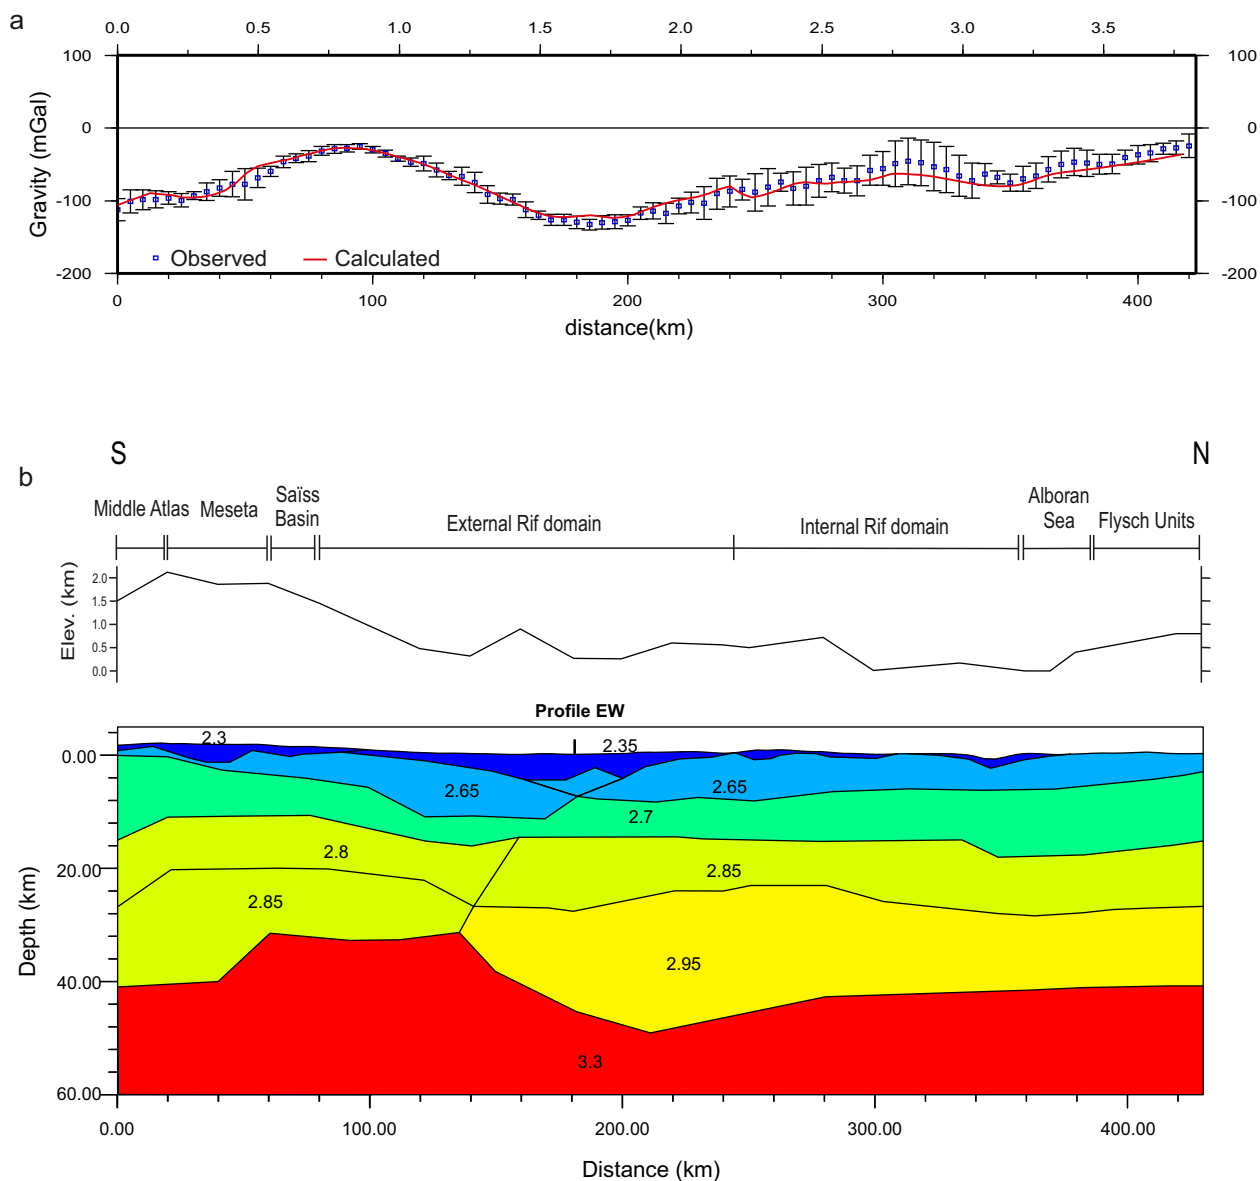 a
0.0 0.5 1.0 1.5 2.0 2.5 3.0 3.5
100 100
0 0
-100 -100
-200 -200
Gravity (mGal)
Observed Calculated
0 100 200 300 400
distance(km)
S N
b
Middle Atlas Meseta Saïss Basin External Rif domain Internal Rif domain Alboran Sea Flysch Units
Elev. (km)
2.0
1.5
1.0
0.5
0.0
Profile EW
2.3 2.35
0.00
2.65 2.65
2.7
2.8
20.00 2.85
2.85
2.95
40.00
3.3
60.00
Depth (km)
0.00 100.00 200.00 300.00 400.00
Distance (km)